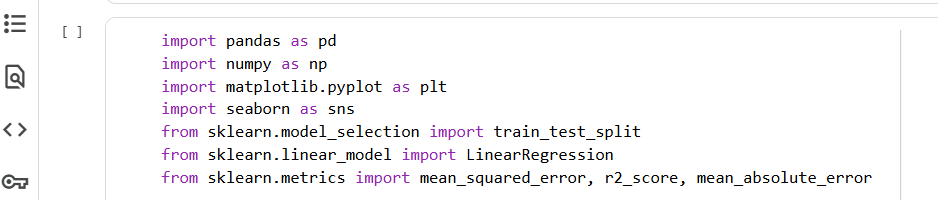 [ ]
import pandas as pd
import numpy as np
import matplotlib.pyplot as plt
import seaborn as sns
from sklearn.model_selection import train_test_split
from sklearn.linear_model import LinearRegression
from sklearn.metrics import mean_squared_error, r2_score, mean_absolute_error